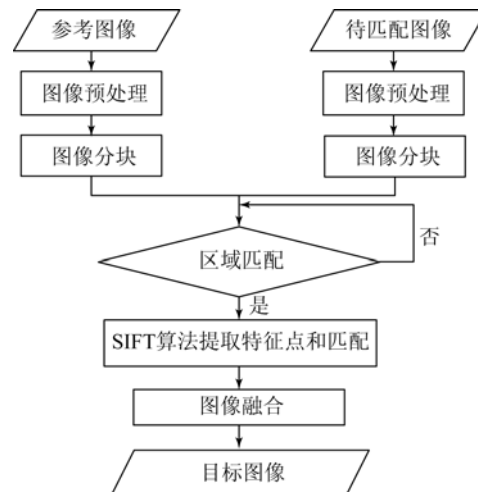 参考图像
待匹配图像
图像预处理
图像预处理
图像分块
图像分块
区域匹配
否
是
SIFT算法提取特征点和匹配
图像融合
目标图像